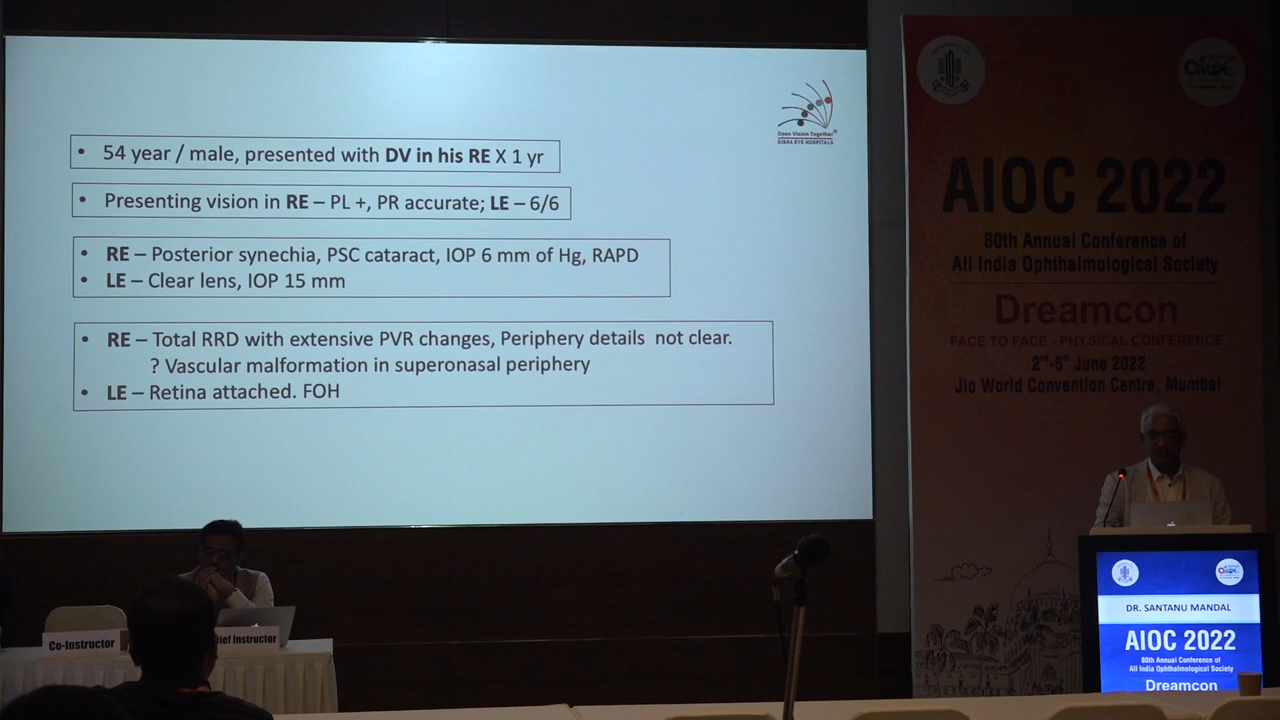 Open Vision Together
DISHA EYE HOSPITALS
• 54 year / male, presented with DV in his RE X 1 yr
• Presenting vision in RE – PL +, PR accurate; LE – 6/6
• RE – Posterior synechia, PSC cataract, IOP 6 mm of Hg, RAPD
• LE – Clear lens, IOP 15 mm
• RE – Total RRD with extensive PVR changes, Periphery details not clear.
? Vascular malformation in superonasal periphery
• LE – Retina attached. FOH
AIOC 2022
80th Annual Conference of
All India Ophthalmological Society
Dreamcon
FACE TO FACE - PHYSICAL CONFERENCE
2nd-5th June 2022
Jio World Convention Centre, Mumbai
Co-Instructor
ief Instructor
DR. SANTANU MANDAL
AIOC 2022
80th Annual Conference of
All India Ophthalmological Society
Dreamcon